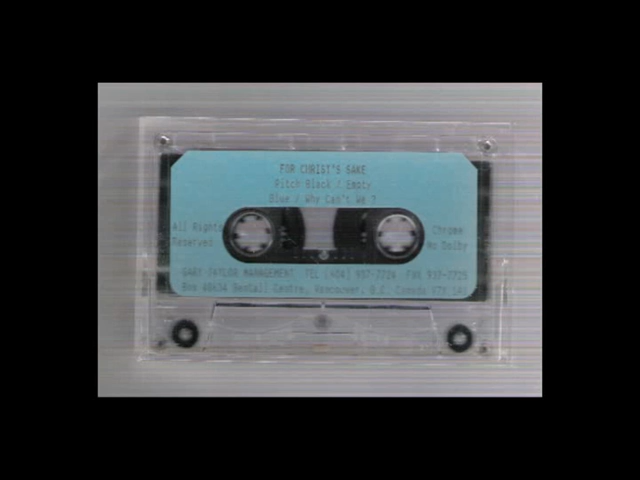 FOR CHRIST'S SAKE
Pitch Black / Empty
Blue / Why Can't We ?
All Rights
Reserved
Chrome
No Dolby
GARY TAYLOR MANAGEMENT TEL FAX
Box Bentall Centre, Vancouver, B.C. Canada